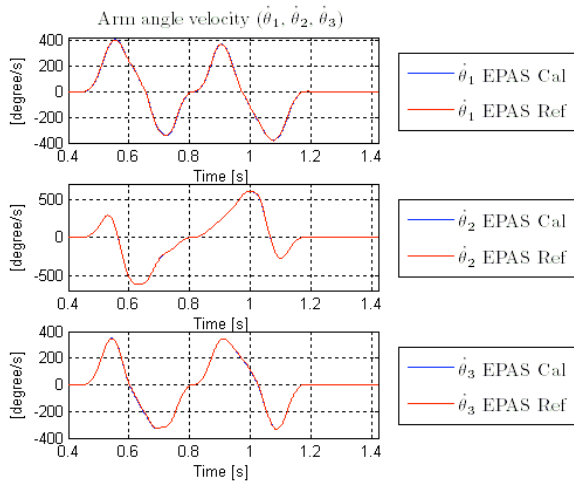 Arm angle velocity (θ̇₁, θ̇₂, θ̇₃)
[degree/s]
400
200
0
-200
-400
0.4 0.6 0.8 1 1.2 1.4
Time [s]
θ̇₁ EPAS Cal
θ̇₁ EPAS Ref
[degree/s]
500
0
-500
0.4 0.6 0.8 1 1.2 1.4
Time [s]
θ̇₂ EPAS Cal
θ̇₂ EPAS Ref
[degree/s]
400
200
0
-200
-400
0.4 0.6 0.8 1 1.2 1.4
Time [s]
θ̇₃ EPAS Cal
θ̇₃ EPAS Ref